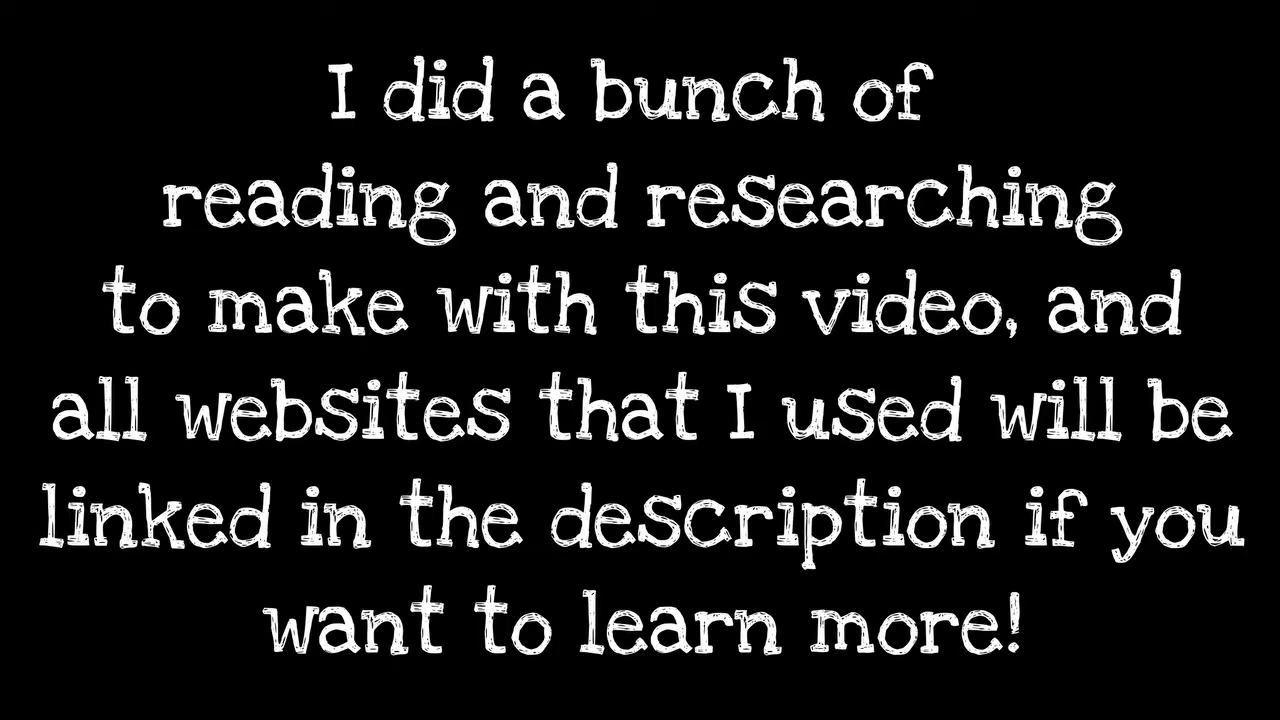 I did a bunch of
reading and researching
to make with this video, and
all websites that I used will be
linked in the description if you
want to learn more!